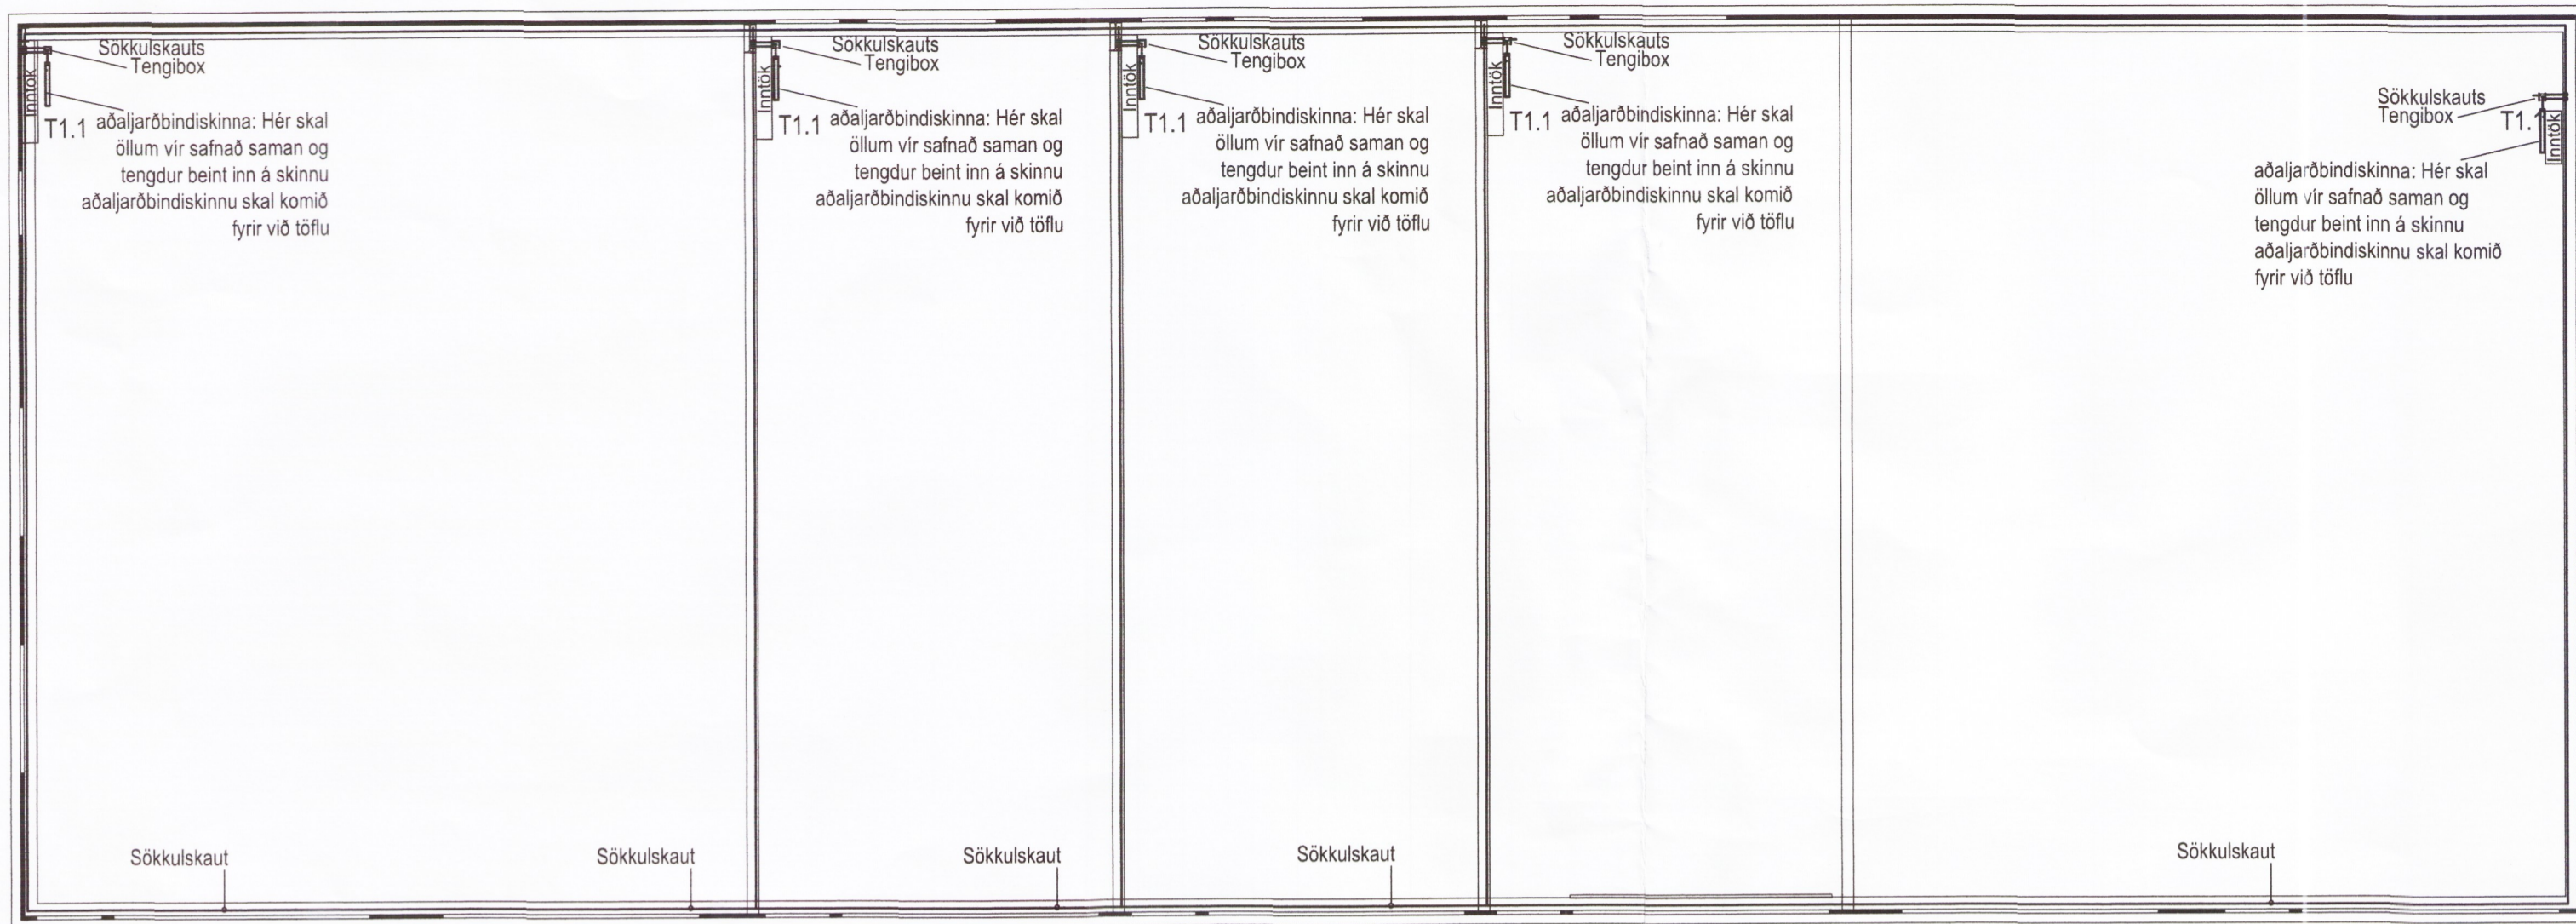 Sökkulskauts
Tengibox
Inntök
T1.1
aðaljarðbindiskinna: Hér skal
öllum vír safnað saman og
tengdur beint inn á skinnu
aðaljarðbindiskinnu skal komið
fyrir við töflu
Sökkulskauts
Tengibox
Inntök
T1.1
aðaljarðbindiskinna: Hér skal
öllum vír safnað saman og
tengdur beint inn á skinnu
aðaljarðbindiskinnu skal komið
fyrir við töflu
Sökkulskauts
Tengibox
Inntök
T1.1
aðaljarðbindiskinna: Hér skal
öllum vír safnað saman og
tengdur beint inn á skinnu
aðaljarðbindiskinnu skal komið
fyrir við töflu
Sökkulskauts
Tengibox
Inntök
T1.1
aðaljarðbindiskinna: Hér skal
öllum vír safnað saman og
tengdur beint inn á skinnu
aðaljarðbindiskinnu skal komið
fyrir við töflu
Sökkulskauts
Tengibox
T1.1
Inntök
aðaljarðbindiskinna: Hér skal
öllum vír safnað saman og
tengdur beint inn á skinnu
aðaljarðbindiskinnu skal komið
fyrir við töflu
Sökkulskaut
Sökkulskaut
Sökkulskaut
Sökkulskaut
Sökkulskaut